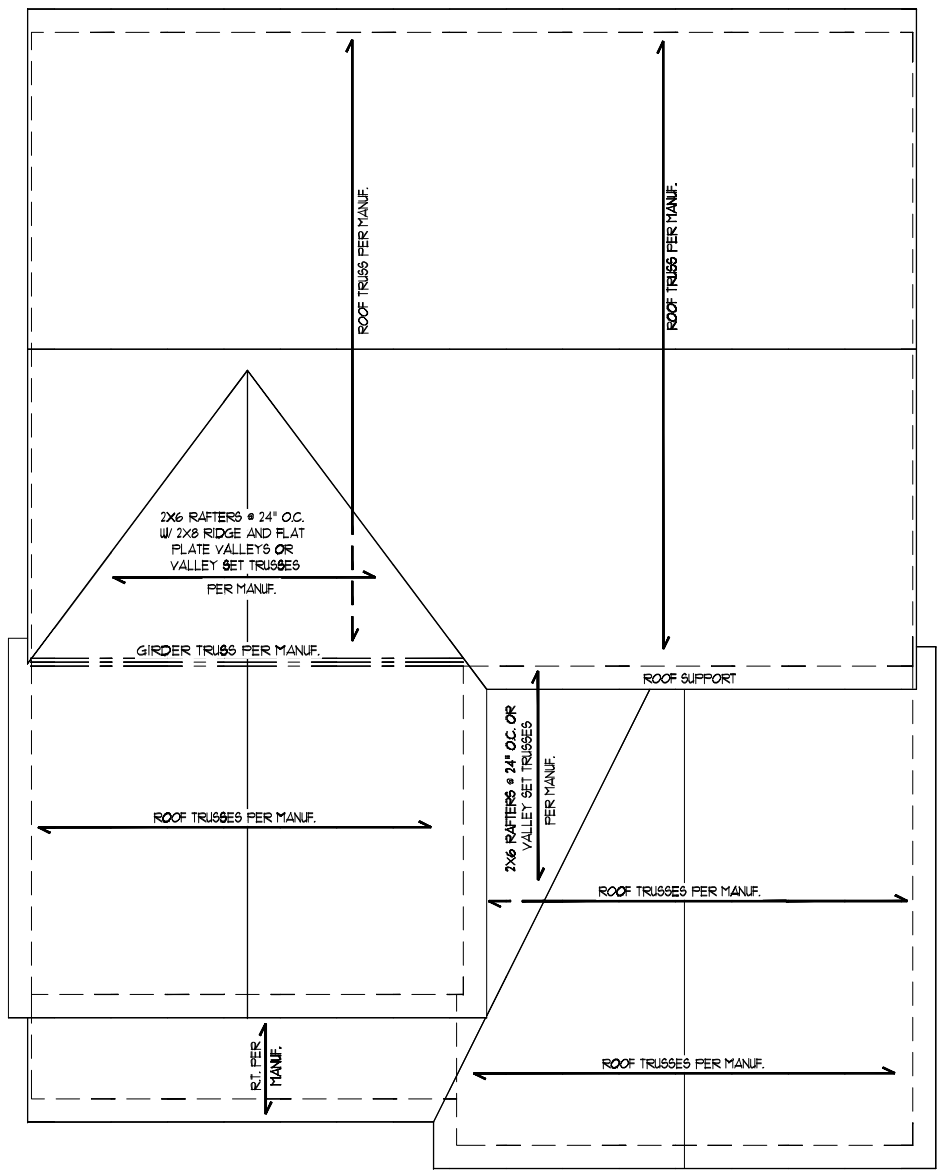 ROOF TRUSS PER MANUF.
ROOF TRUSS PER MANUF.
2X6 RAFTERS @ 24" O.C.
W/ 2X8 RIDGE AND FLAT
PLATE VALLEYS OR
VALLEY SET TRUSSES
PER MANUF.
GIRDER TRUSS PER MANUF.
ROOF SUPPORT
2X6 RAFTERS @ 24" O.C. OR
VALLEY SET TRUSSES
PER MANUF.
ROOF TRUSSES PER MANUF.
ROOF TRUSSES PER MANUF.
R.T. PER
MANUF.
ROOF TRUSSES PER MANUF.